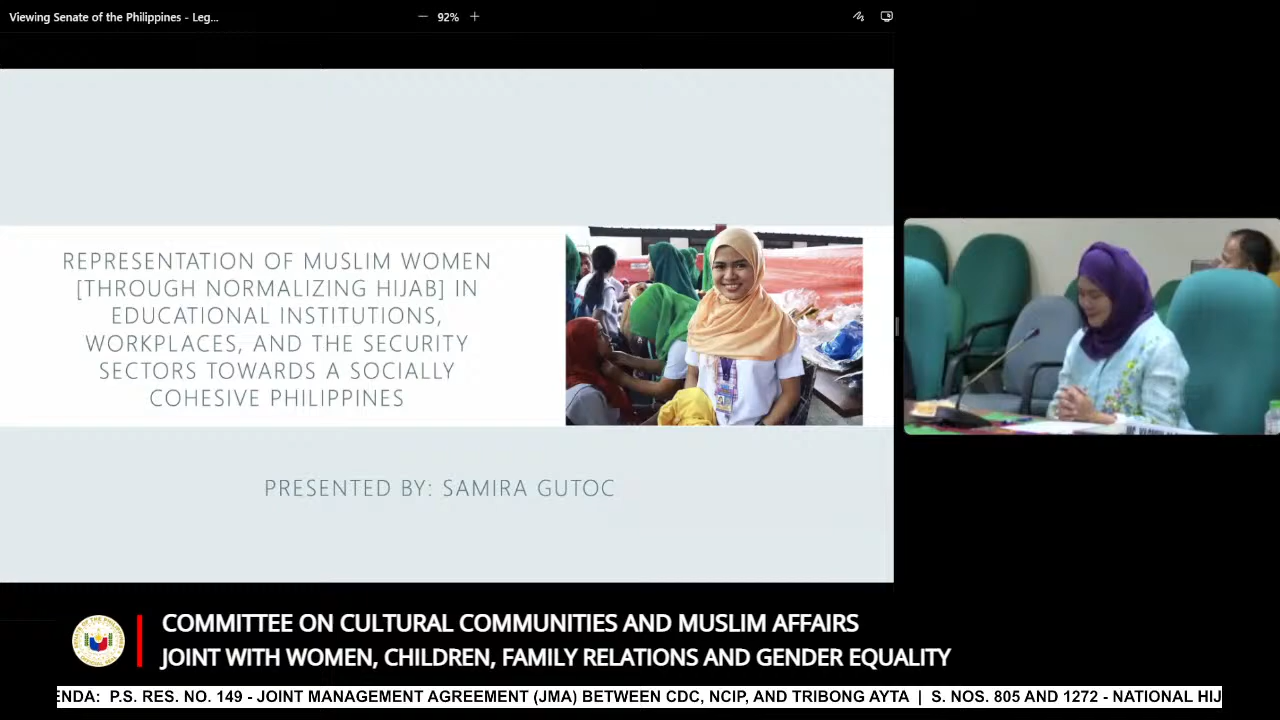 Viewing Senate of the Philippines - Leg...
92%
REPRESENTATION OF MUSLIM WOMEN
[THROUGH NORMALIZING HIJAB] IN
EDUCATIONAL INSTITUTIONS,
WORKPLACES, AND THE SECURITY
SECTORS TOWARDS A SOCIALLY
COHESIVE PHILIPPINES
PRESENTED BY: SAMIRA GUTOC
COMMITTEE ON CULTURAL COMMUNITIES AND MUSLIM AFFAIRS
JOINT WITH WOMEN, CHILDREN, FAMILY RELATIONS AND GENDER EQUALITY
ENDA: P.S. RES. NO. 149 - JOINT MANAGEMENT AGREEMENT (JMA) BETWEEN CDC, NCIP, AND TRIBONG AYTA | S. NOS. 805 AND 1272 - NATIONAL HIJ